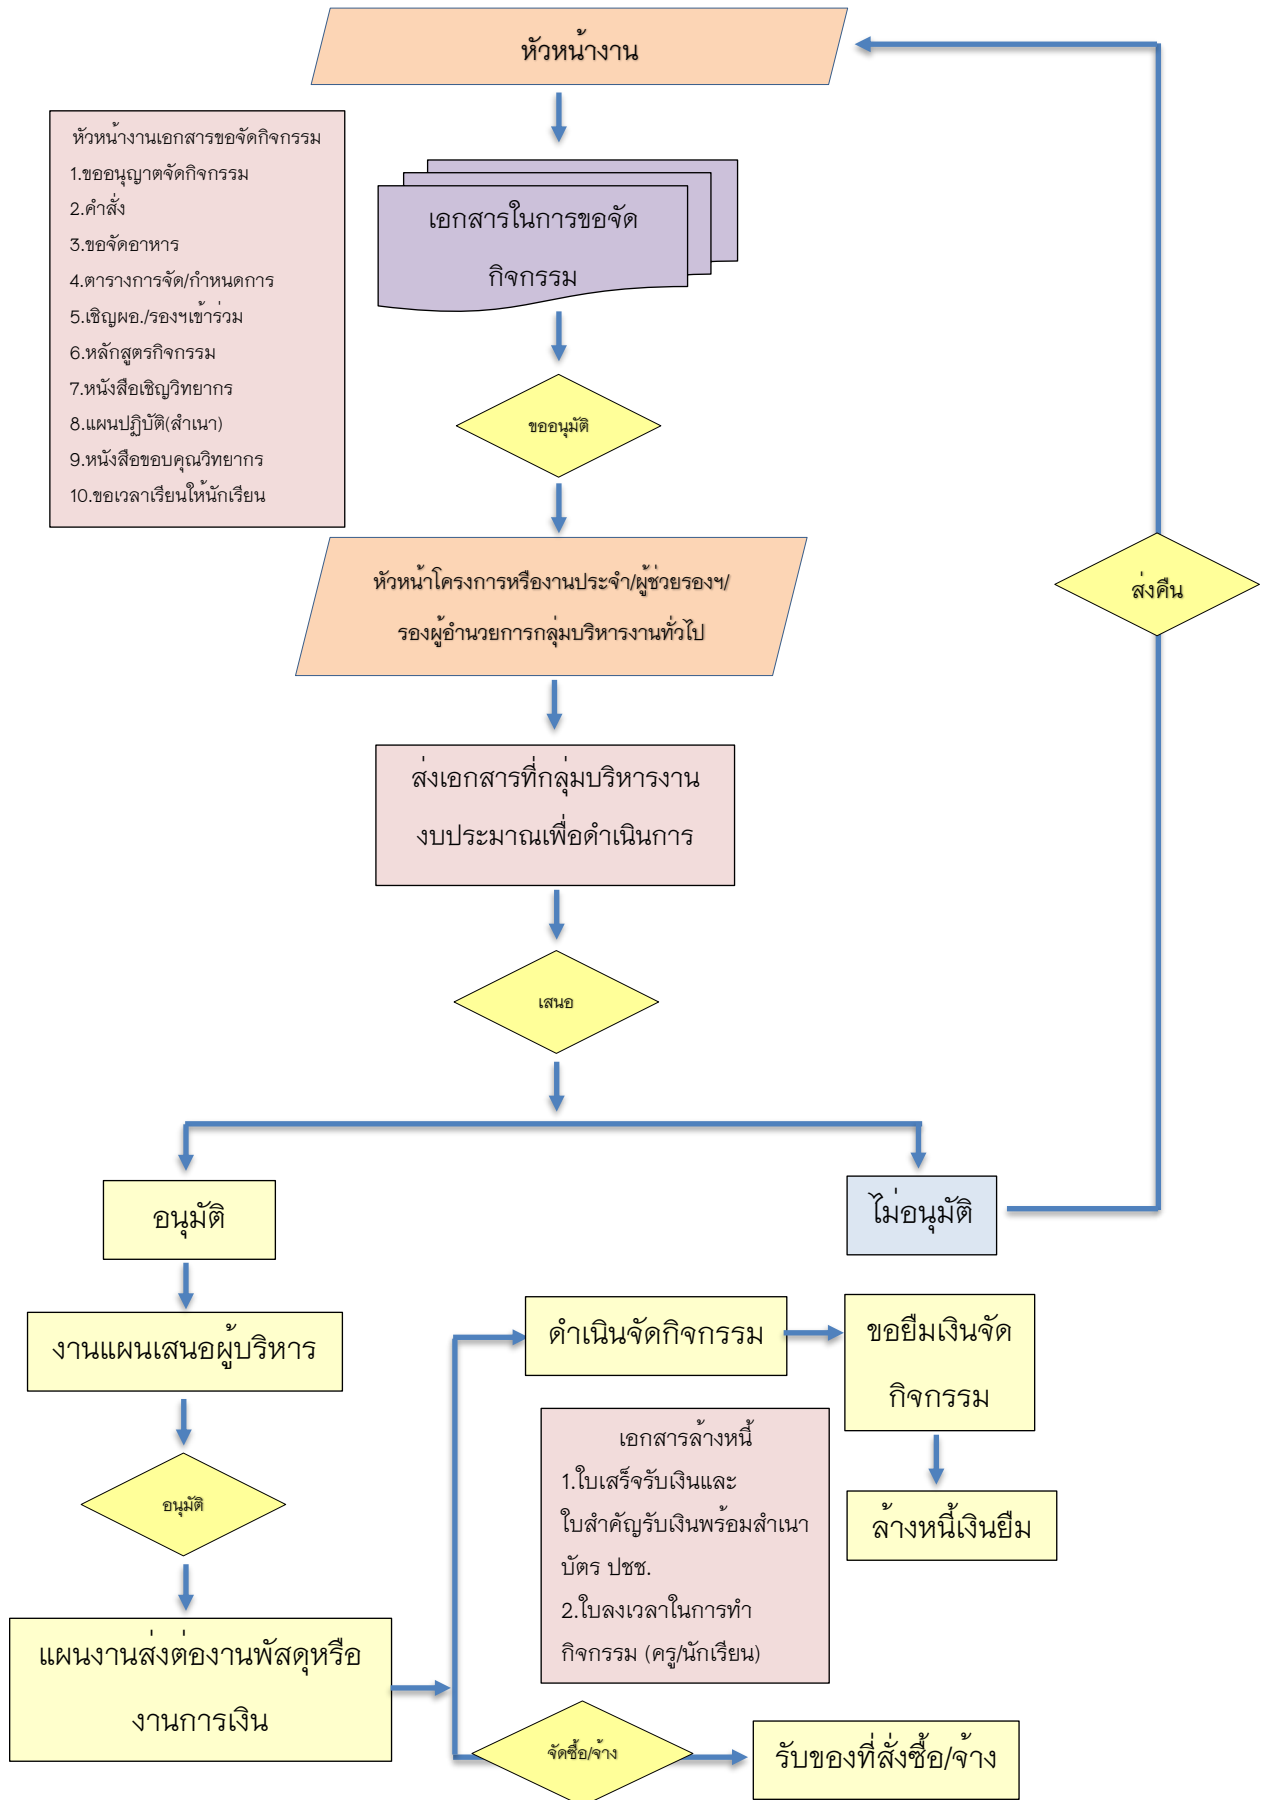 หัวหน้างาน
หัวหน้างานเอกสารขอจัดกิจกรรม
1.ขออนุญาตจัดกิจกรรม
2.คำสั่ง
3.ขอจัดอาหาร
4.ตารางการจัด/กำหนดการ
5.เชิญผอ./รองฯเข้าร่วม
6.หลักสูตรกิจกรรม
7.หนังสือเชิญวิทยากร
8.แผนปฏิบัติ(สำเนา)
9.หนังสือขอบคุณวิทยากร
10.ขอเวลาเรียนให้นักเรียน
เอกสารในการขอจัด
กิจกรรม
ขออนุมัติ
หัวหน้าโครงการหรืองานประจำ/ผู้ช่วยรองฯ/
รองผู้อำนวยการกลุ่มบริหารงานทั่วไป
ส่งคืน
ส่งเอกสารที่กลุ่มบริหารงาน
งบประมาณเพื่อดำเนินการ
เสนอ
อนุมัติ
ไม่อนุมัติ
งานแผนเสนอผู้บริหาร
อนุมัติ
แผนงานส่งต่องานพัสดุหรือ
งานการเงิน
ดำเนินจัดกิจกรรม
ขอยืมเงินจัด
กิจกรรม
ล้างหนี้เงินยืม
เอกสารล้างหนี้
1.ใบเสร็จรับเงินและ
ใบสำคัญรับเงินพร้อมสำเนา
บัตร ปชช.
2.ใบลงเวลาในการทำ
กิจกรรม (ครู/นักเรียน)
จัดซื้อ/จ้าง
รับของที่สั่งซื้อ/จ้าง